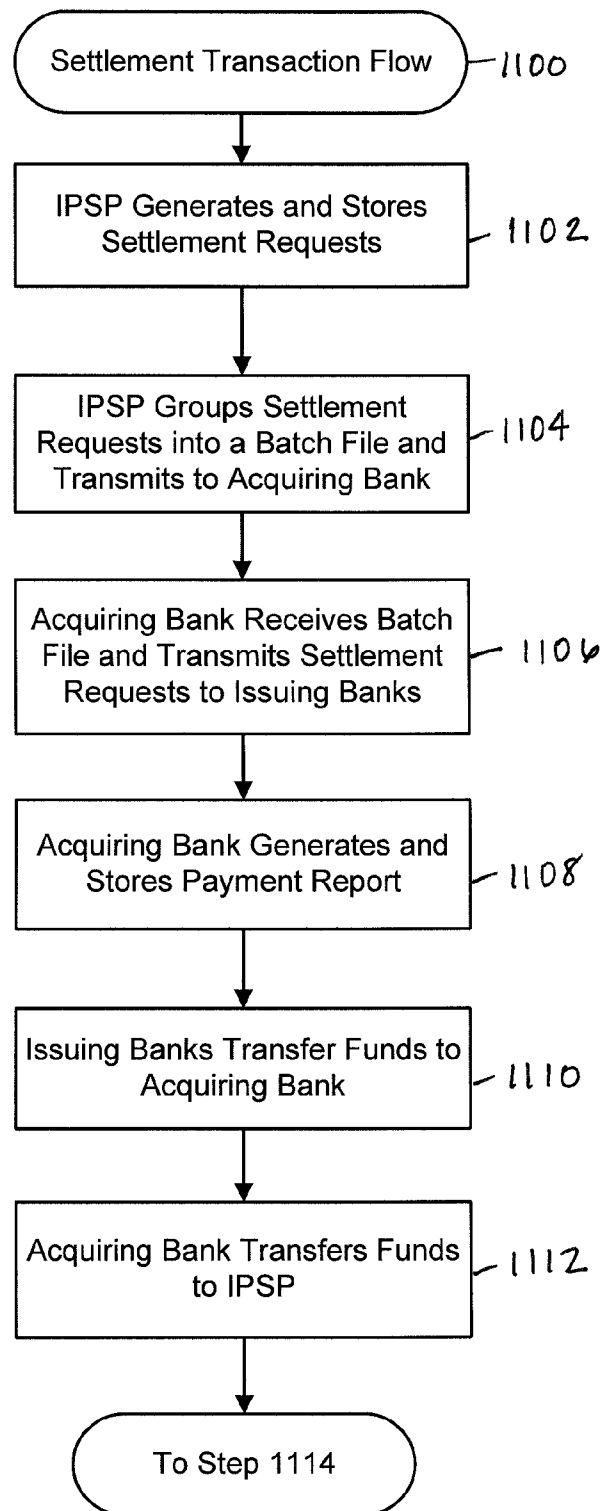 Settlement Transaction Flow
1100
IPSP Generates and Stores
Settlement Requests
1102
IPSP Groups Settlement
Requests into a Batch File and
Transmits to Acquiring Bank
1104
Acquiring Bank Receives Batch
File and Transmits Settlement
Requests to Issuing Banks
1106
Acquiring Bank Generates and
Stores Payment Report
1108
Issuing Banks Transfer Funds to
Acquiring Bank
1110
Acquiring Bank Transfers Funds
to IPSP
1112
To Step 1114